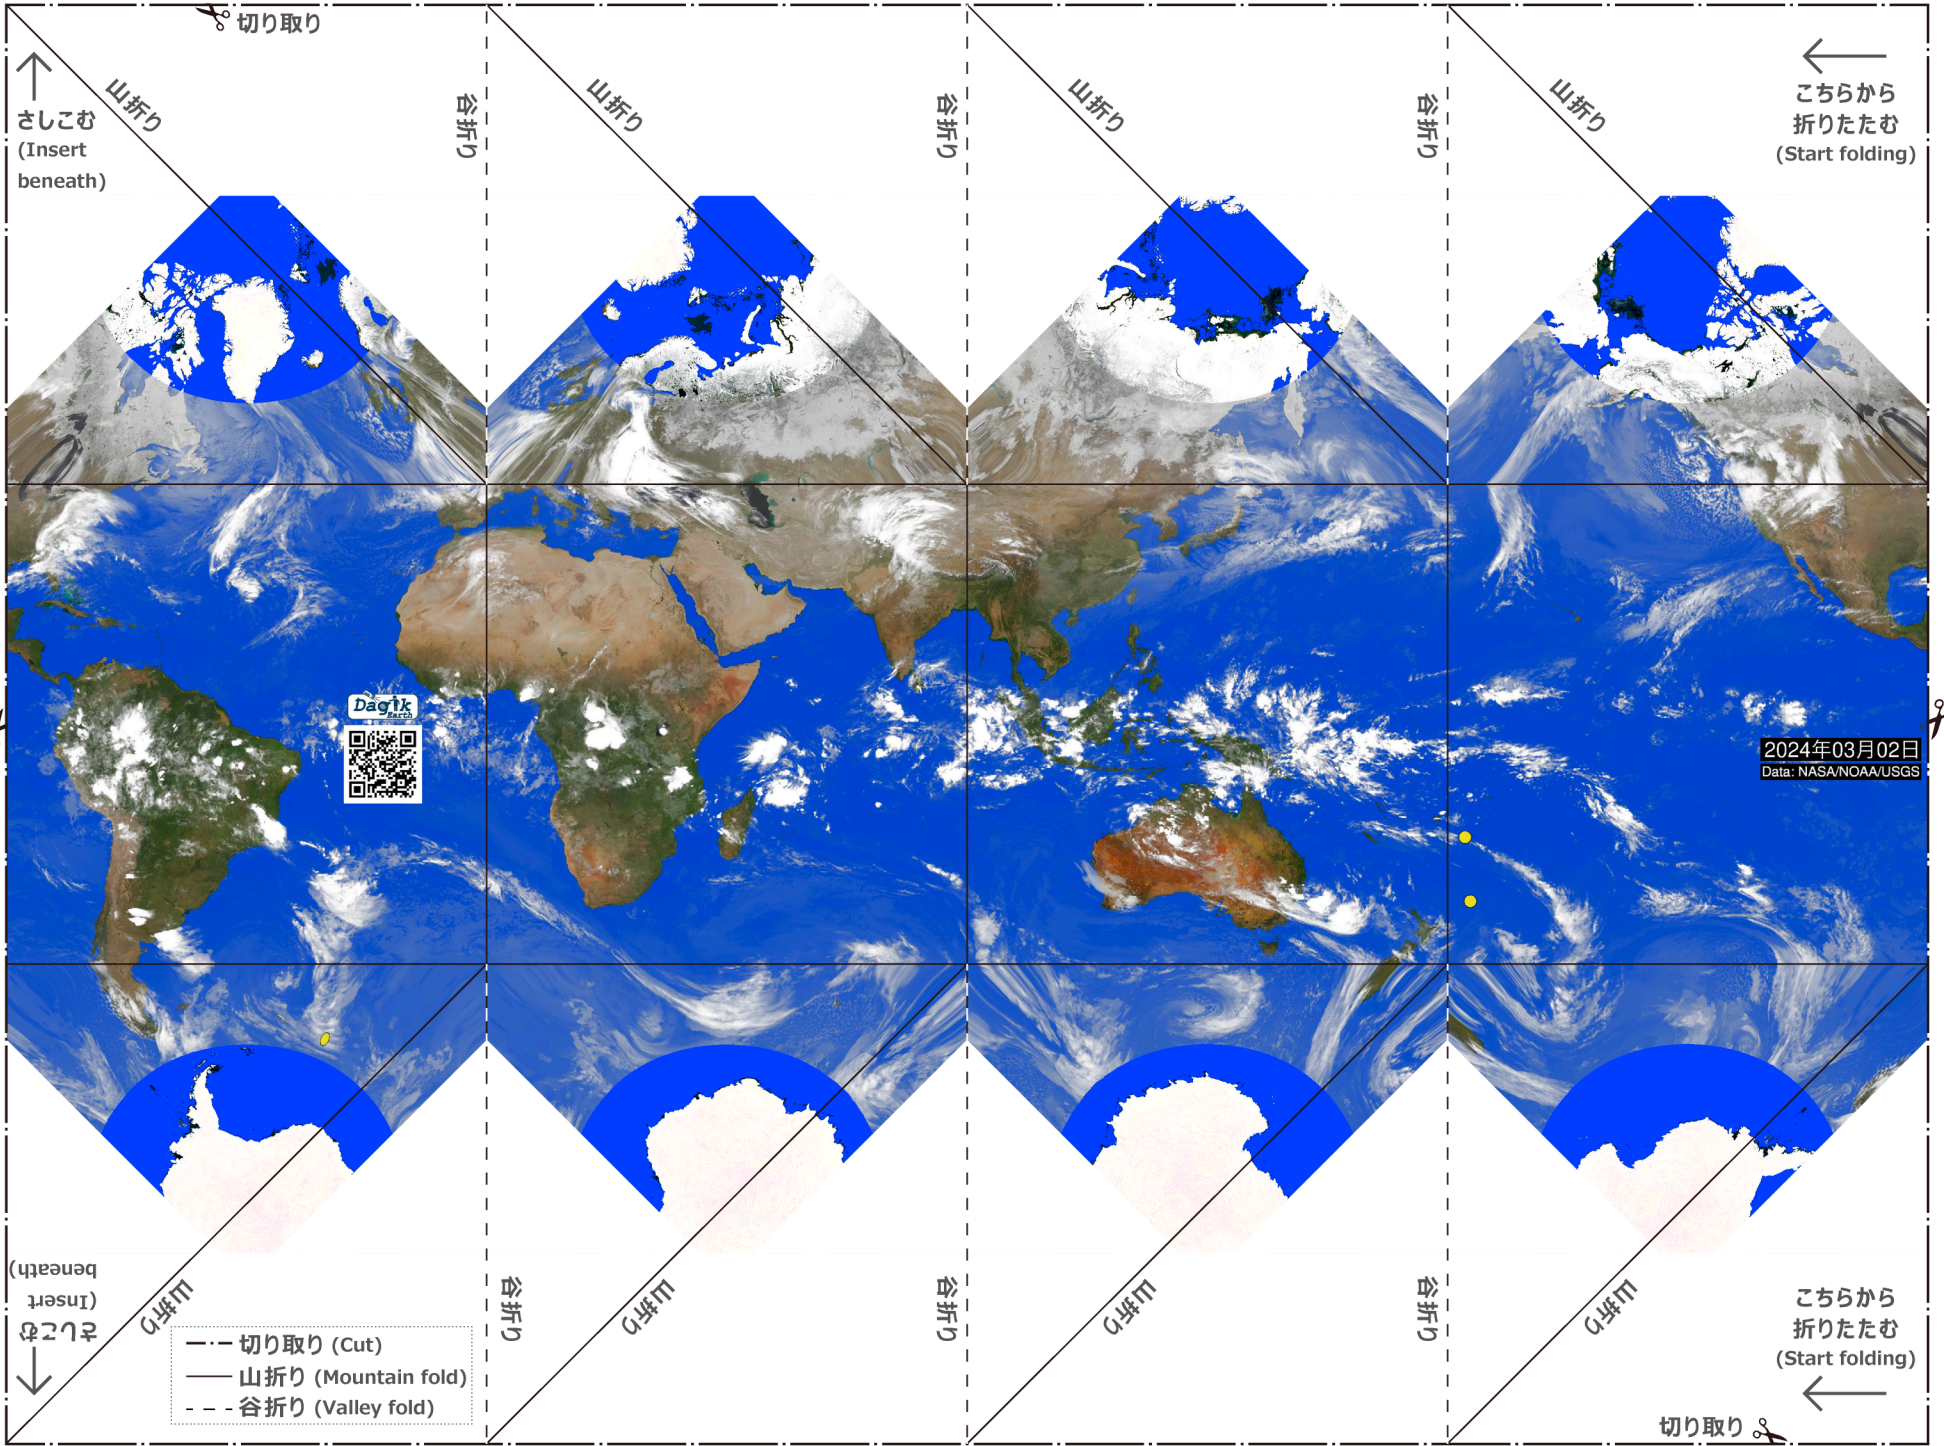 切り取り
山折り
谷折り
山折り
谷折り
山折り
谷折り
山折り
さしこむ
(Insert
beneath)
こちらから
折りたたむ
(Start folding)
Dagik
Earth
2024年03月02日
Data: NASA/NOAA/USGS
さしこむ
(Insert
beneath)
山折り
谷折り
山折り
谷折り
山折り
谷折り
山折り
こちらから
折りたたむ
(Start folding)
切り取り (Cut)
山折り (Mountain fold)
谷折り (Valley fold)
切り取り